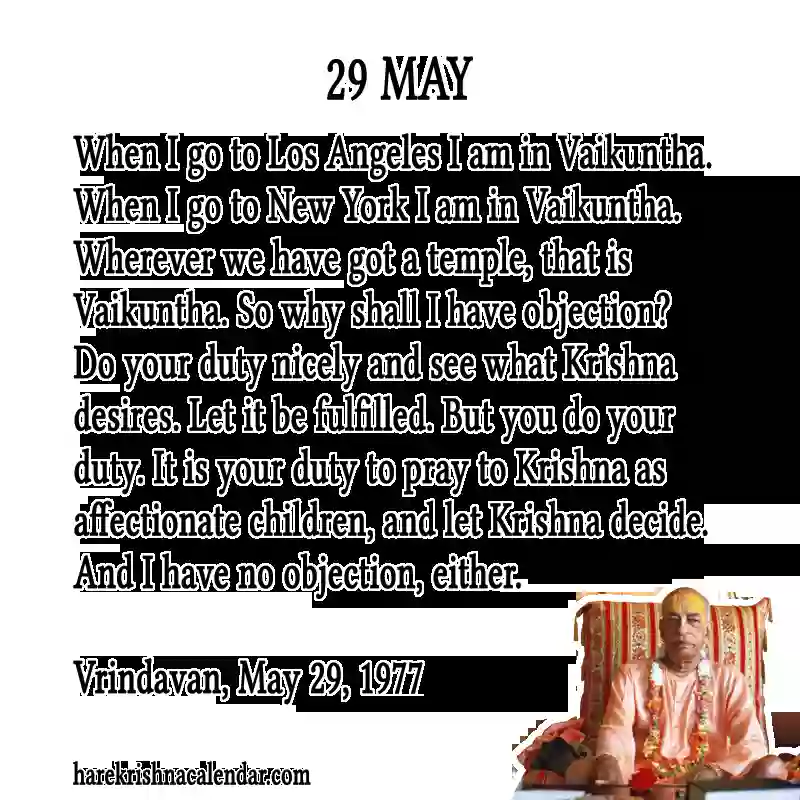 29 MAY
When I go to Los Angeles I am in Vaikuntha.
When I go to New York I am in Vaikuntha.
Wherever we have got a temple, that is
Vaikuntha. So why shall I have objection?
Do your duty nicely and see what Krishna
desires. Let it be fulfilled. But you do your
duty. It is your duty to pray to Krishna as
affectionate children, and let Krishna decide.
And I have no objection, either.
Vrindavan, May 29, 1977
harekrishnacalendar.com